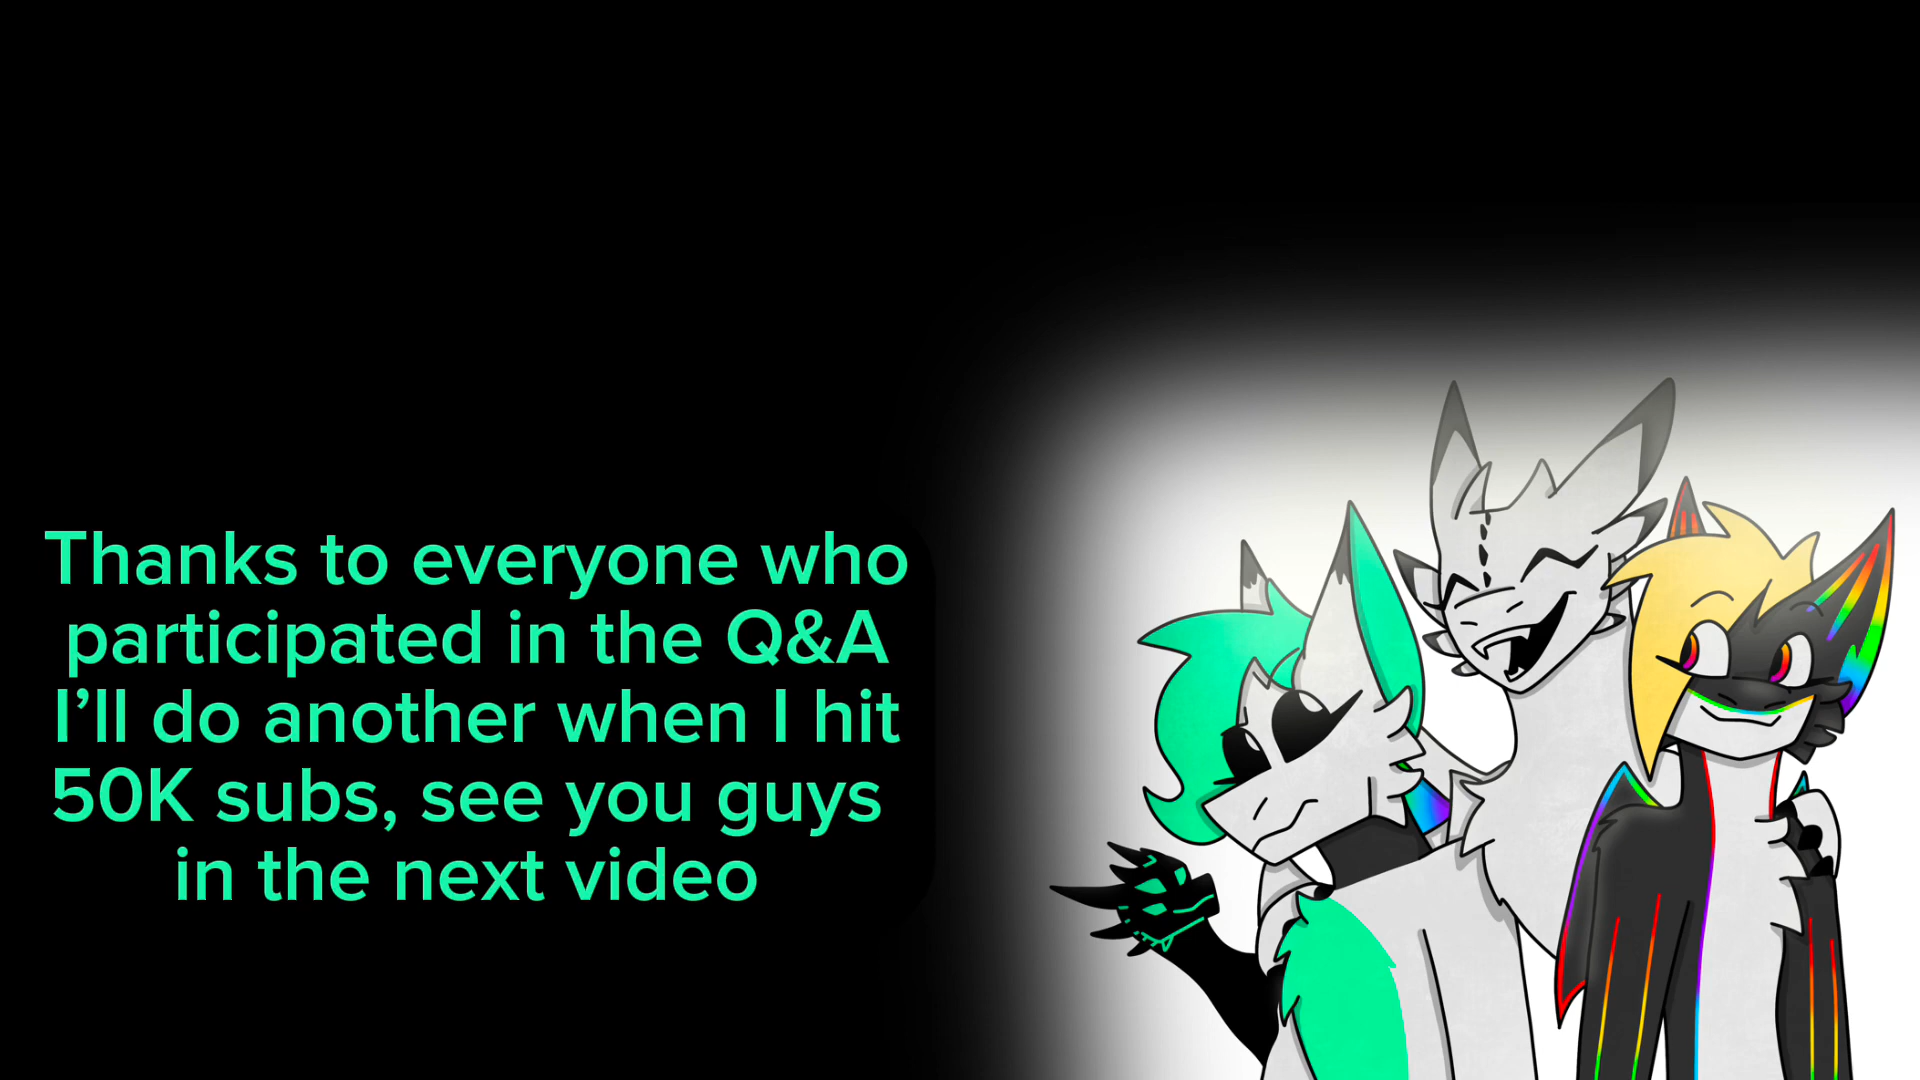 Thanks to everyone who
participated in the Q&A
I’ll do another when I hit
50K subs, see you guys
in the next video